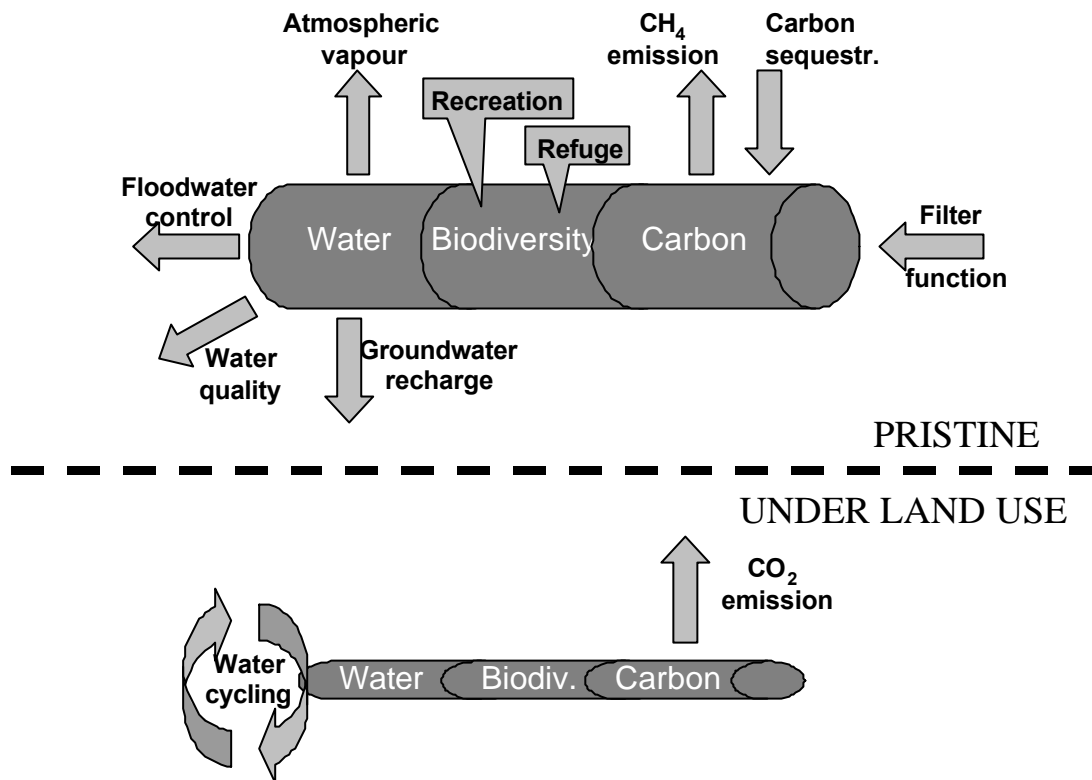 Atmospheric
vapour
CH₄
emission
Carbon
sequestr.
Recreation
Refuge
Floodwater
control
Water
Biodiversity
Carbon
Filter
function
Water
quality
Groundwater
recharge
PRISTINE
UNDER LAND USE
CO₂
emission
Water
cycling
Water
Biodiv.
Carbon